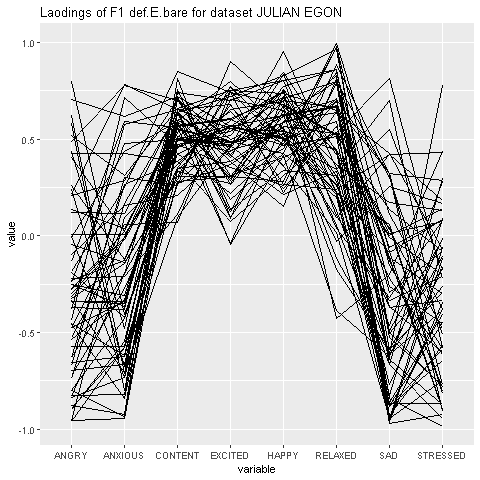 Laodings of F1 def.E.bare for dataset JULIAN EGON
1.0
0.5
value
0.0
-0.5
-1.0
ANGRY ANXIOUS CONTENT EXCITED HAPPY RELAXED SAD STRESSED
variable